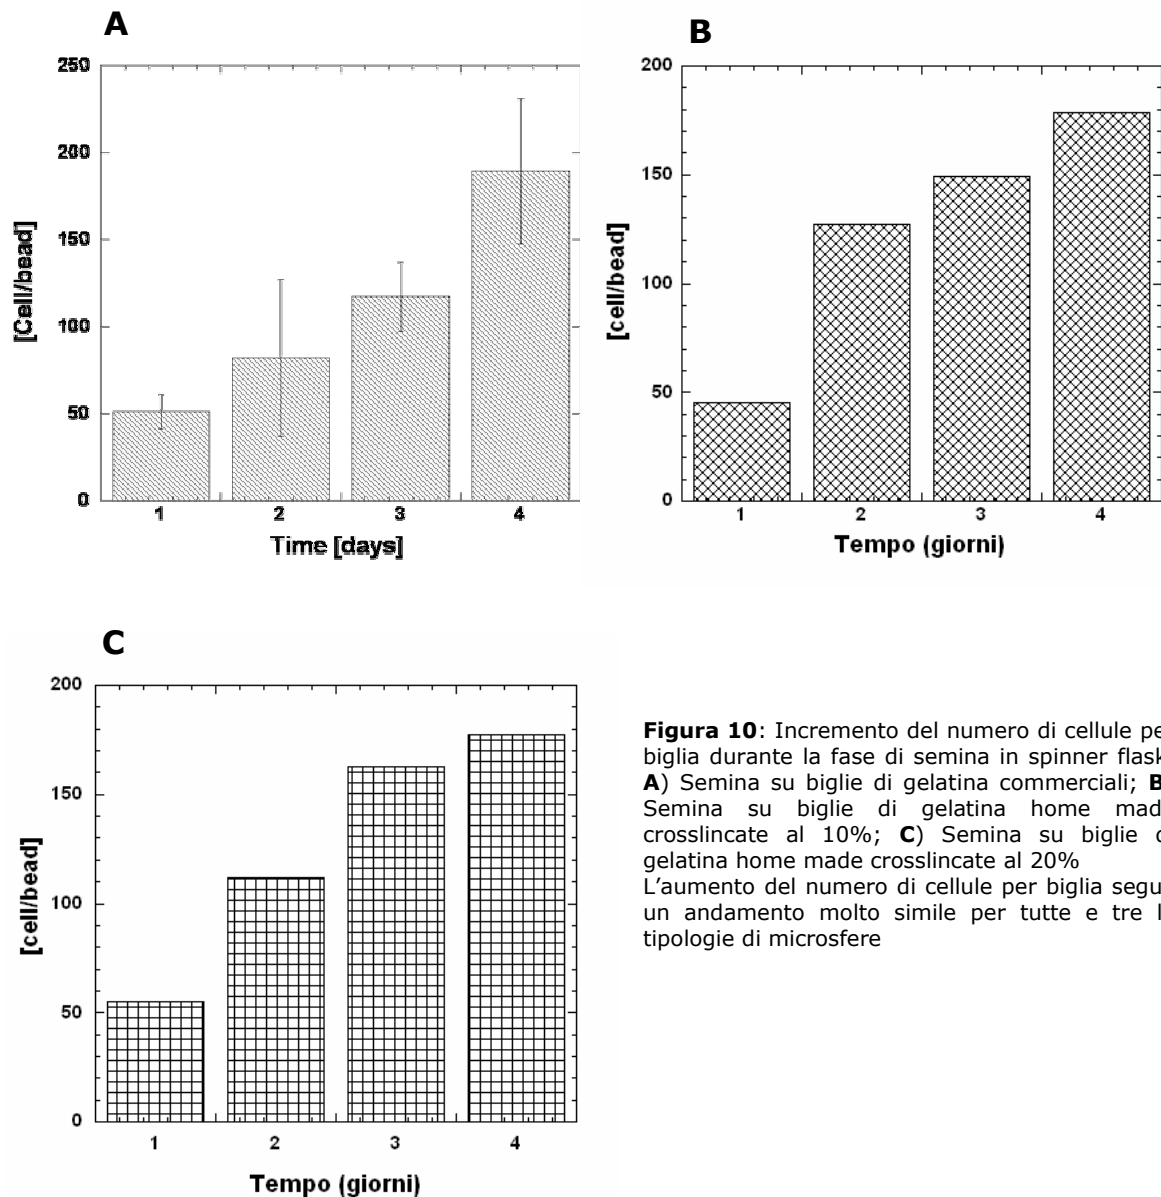 A
250
200
150
100
50
0
[Cell/bead]
1 2 3 4
Time [days]
B
200
150
100
50
0
[cell/bead]
1 2 3 4
Tempo (giorni)
C
200
150
100
50
0
[cell/bead]
1 2 3 4
Tempo (giorni)
Figura 10: Incremento del numero di cellule pe
biglia durante la fase di semina in spinner flask
A) Semina su biglie di gelatina commerciali; B
Semina su biglie di gelatina home mad
crosslincate al 10%; C) Semina su biglie d
gelatina home made crosslincate al 20%
L'aumento del numero di cellule per biglia segu
un andamento molto simile per tutte e tre l
tipologie di microsfere